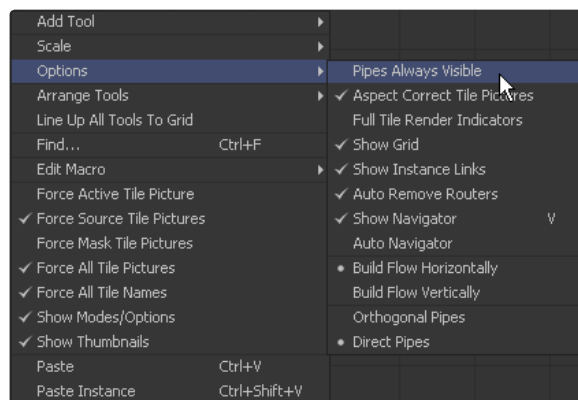 Add Tool
Scale
Options
Arrange Tools
Line Up All Tools To Grid
Find... Ctrl+F
Edit Macro
Force Active Tile Picture
Force Source Tile Pictures
Force Mask Tile Pictures
Force All Tile Pictures
Force All Tile Names
Show Modes/Options
Show Thumbnails
Paste Ctrl+V
Paste Instance Ctrl+Shift+V
Pipes Always Visible
Aspect Correct Tile Pictures
Full Tile Render Indicators
Show Grid
Show Instance Links
Auto Remove Routers
Show Navigator V
Auto Navigator
Build Flow Horizontally
Build Flow Vertically
Orthogonal Pipes
Direct Pipes